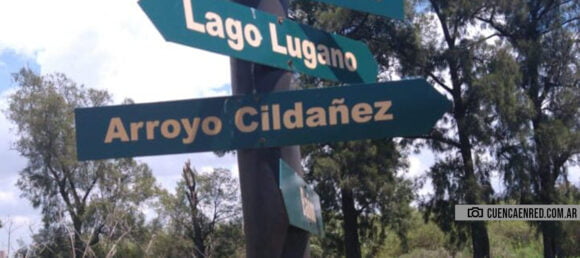 Lago Lugano
Arroyo Cildañez
CUENCAENRED.COM.AR